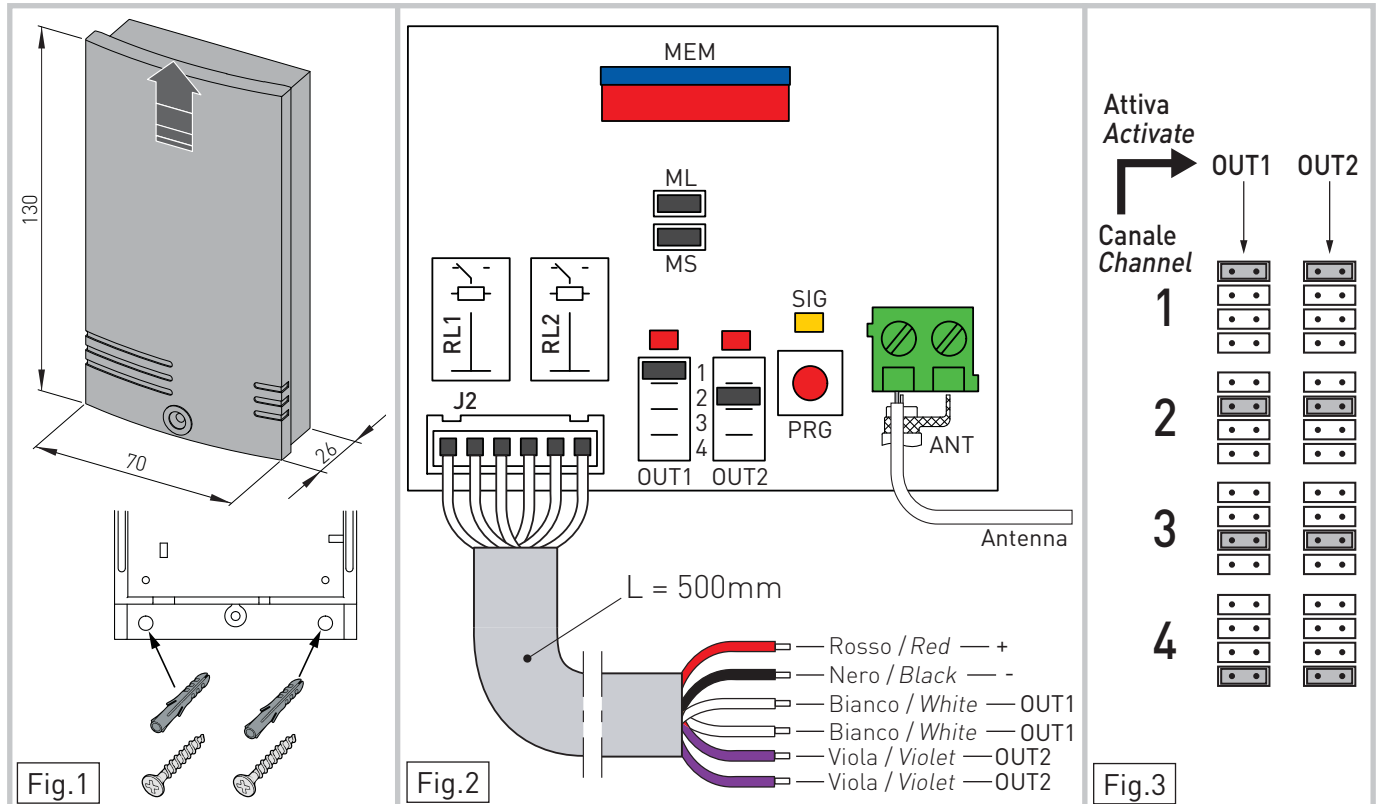 130
70
26
Fig.1
MEM
ML
MS
RL1
RL2
SIG
J2
1
2
3
4
OUT1
OUT2
PRG
ANT
Antenna
L = 500mm
Rosso / Red +
Nero / Black -
Bianco / White OUT1
Bianco / White OUT1
Viola / Violet OUT2
Viola / Violet OUT2
Fig.2
Attiva
Activate
OUT1 OUT2
Canale
Channel
1
2
3
4
Fig.3